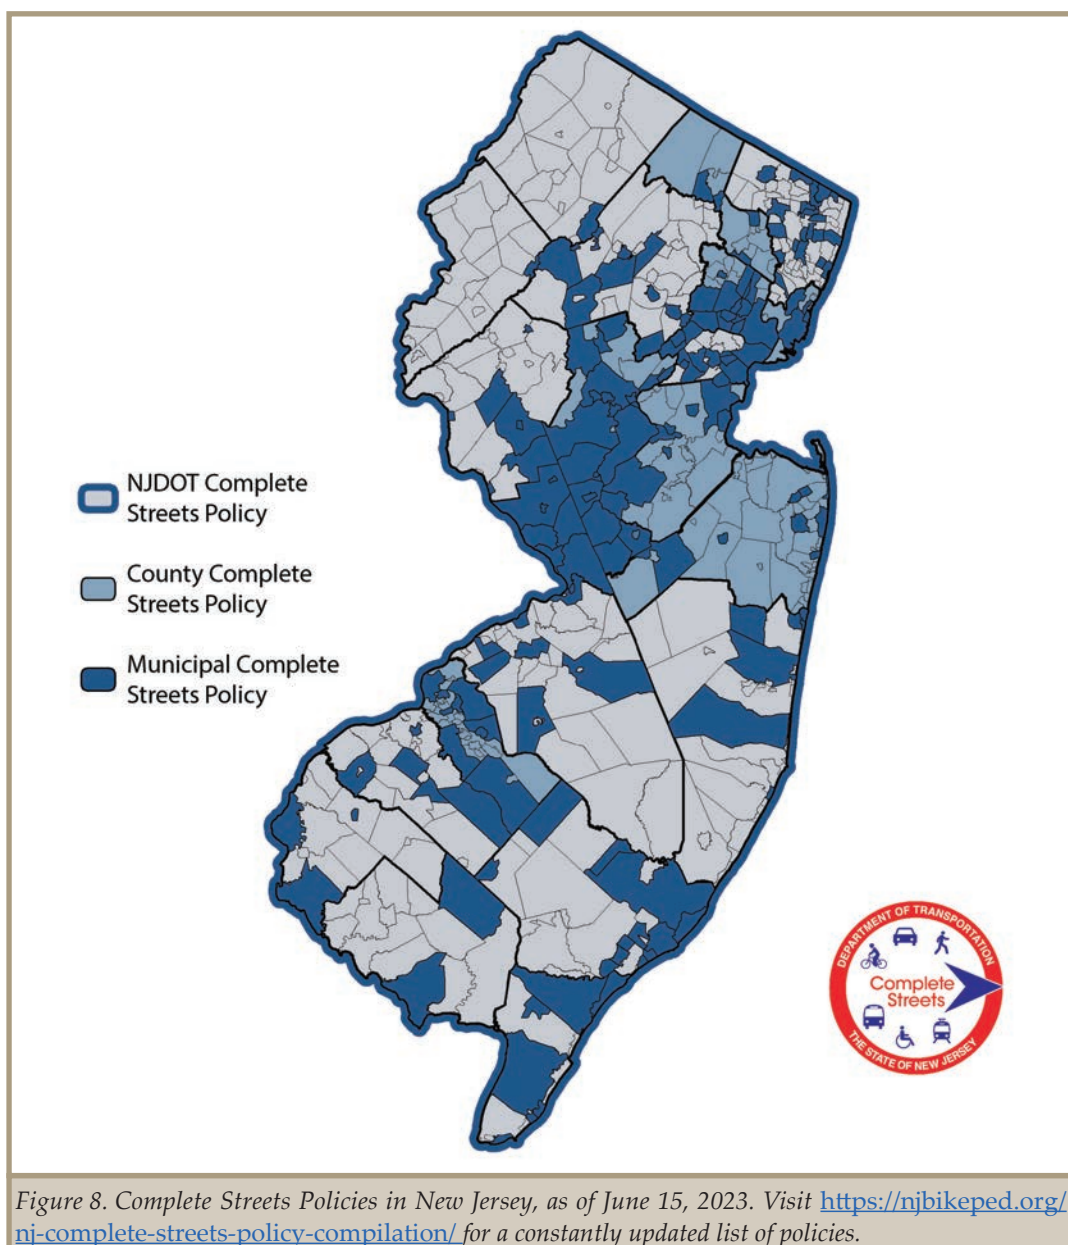 NJDOT Complete
Streets Policy
County Complete
Streets Policy
Municipal Complete
Streets Policy
DEPARTMENT OF TRANSPORTATION
Complete
Streets
THE STATE OF NEW JERSEY
Figure 8. Complete Streets Policies in New Jersey, as of June 15, 2023. Visit https://njbikeped.org/
nj-complete-streets-policy-compilation/ for a constantly updated list of policies.